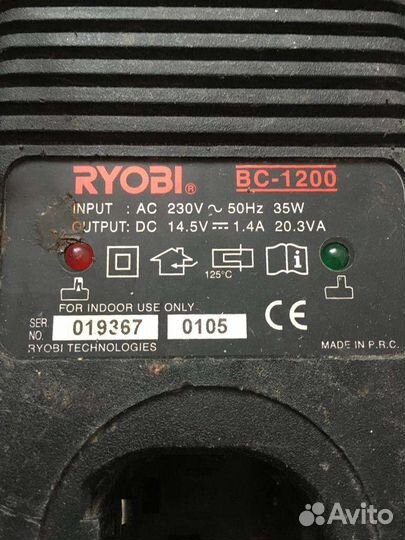 RYOBI® BC-1200
INPUT : AC 230V ~ 50Hz 35W
OUTPUT: DC 14.5V ⎓ 1.4A 20.3VA
125°C
FOR INDOOR USE ONLY
SER. NO. 019367 0105
RYOBI TECHNOLOGIES MADE IN P.R.C.
CE
Avito